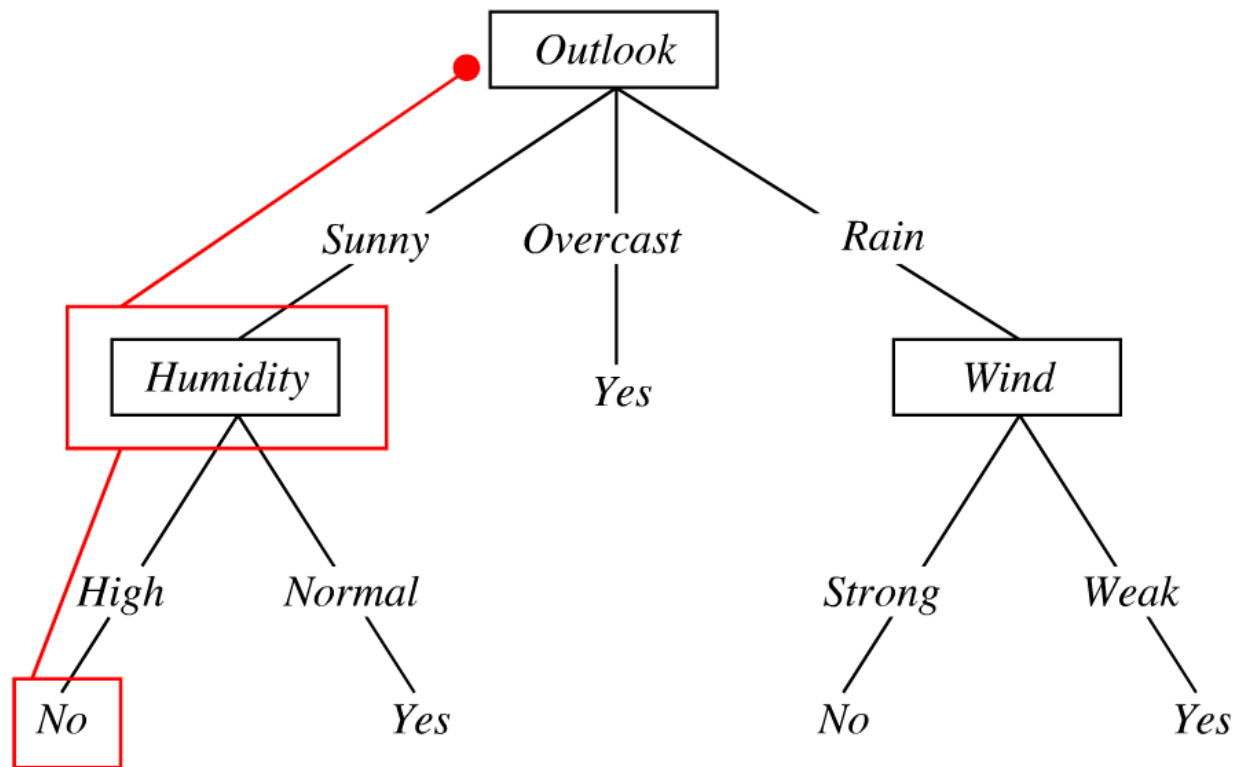 Outlook
Sunny Overcast Rain
Humidity Yes Wind
High Normal Strong Weak
No Yes No Yes